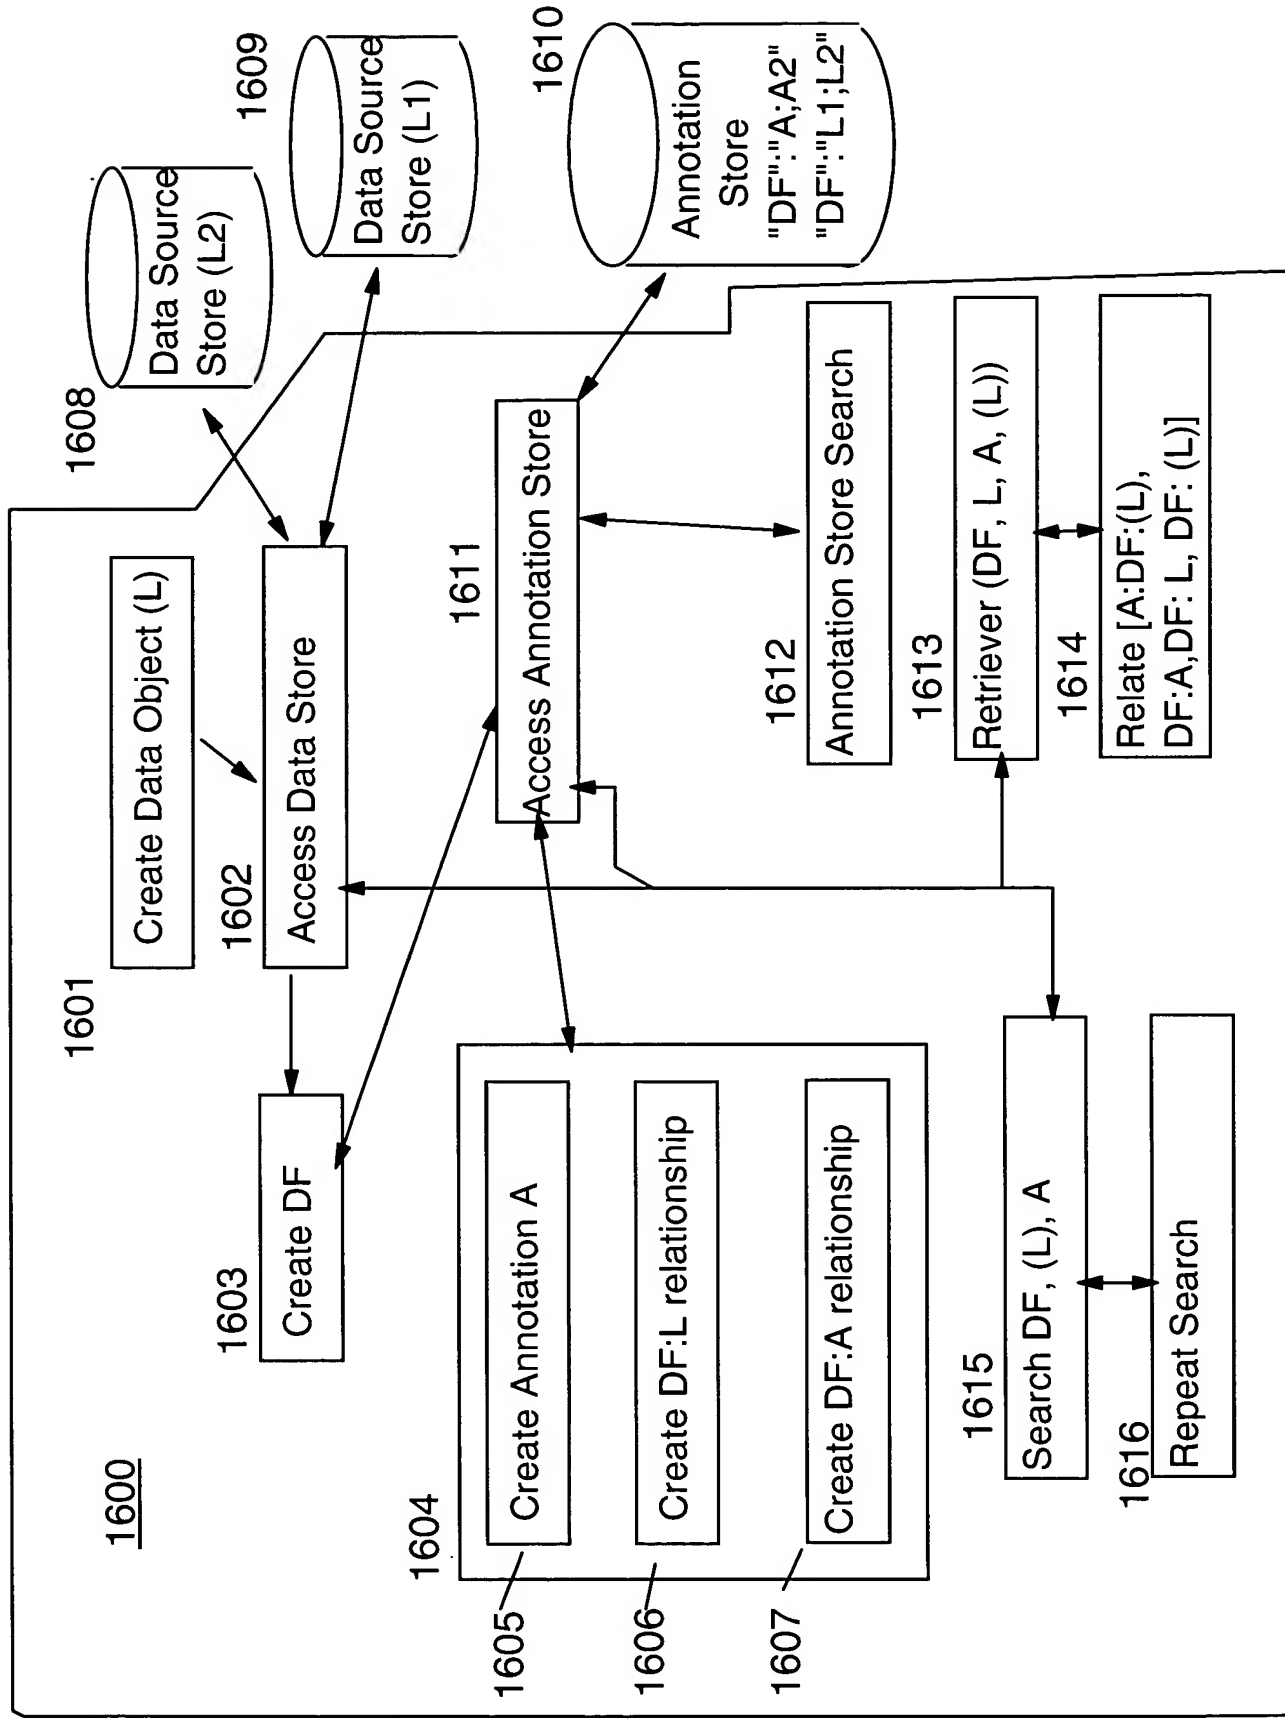 1600
1601
Create Data Object (L)
1602
Access Data Store
1603
Create DF
1604
1605
Create Annotation A
1606
Create DF:L relationship
1607
Create DF:A relationship
1608
Data Source
Store (L2)
1609
Data Source
Store (L1)
1610
Annotation
Store
"DF":"A;A2"
"DF":"L1;L2"
1611
Access Annotation Store
1612
Annotation Store Search
1613
Retriever (DF, L, A, (L))
1614
Relate [A:DF:(L),
DF:A,DF: L, DF: (L)]
1615
Search DF, (L), A
1616
Repeat Search